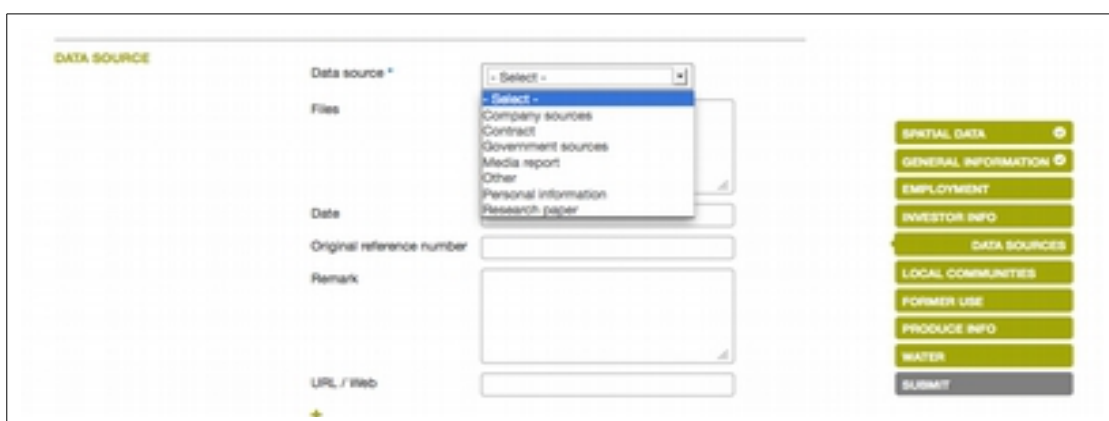 DATA SOURCE
Data source *
- Select -
- Select -
Company sources
Contract
Government sources
Media report
Other
Personal information
Research paper
Files
Date
Original reference number
Remark
URL / Web
SPATIAL DATA
GENERAL INFORMATION
EMPLOYMENT
INVESTOR INFO
DATA SOURCES
LOCAL COMMUNITIES
FORMER USE
PRODUCE INFO
WATER
SUBMIT